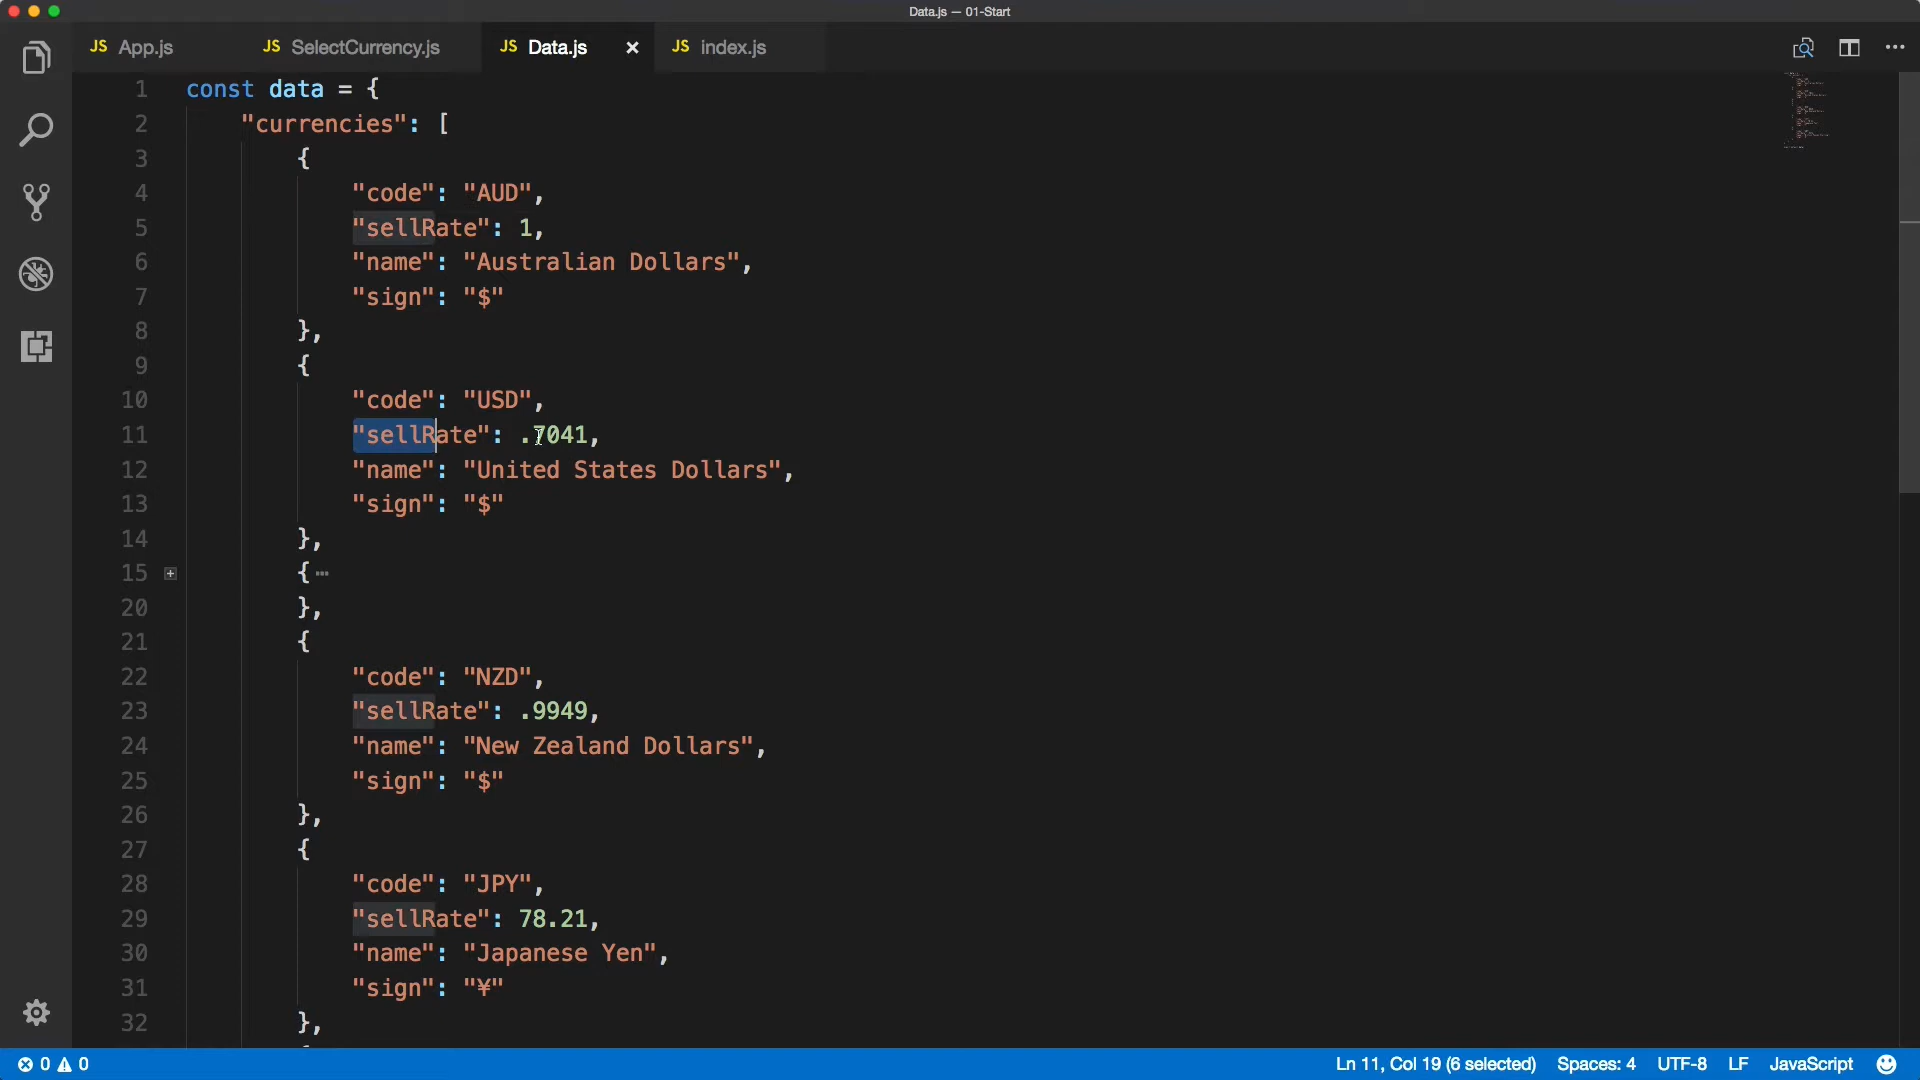 Data.js — 01-Start
JS App.js
JS SelectCurrency.js
JS Data.js ×
JS index.js
1 const data = {
2 "currencies": [
3 {
4 "code": "AUD",
5 "sellRate": 1,
6 "name": "Australian Dollars",
7 "sign": "$"
8 },
9 {
10 "code": "USD",
11 "sellRate": .7041,
12 "name": "United States Dollars",
13 "sign": "$"
14 },
15 {…
20 },
21 {
22 "code": "NZD",
23 "sellRate": .9949,
24 "name": "New Zealand Dollars",
25 "sign": "$"
26 },
27 {
28 "code": "JPY",
29 "sellRate": 78.21,
30 "name": "Japanese Yen",
31 "sign": "¥"
32 },
0 0 Ln 11, Col 19 (6 selected) Spaces: 4 UTF-8 LF JavaScript